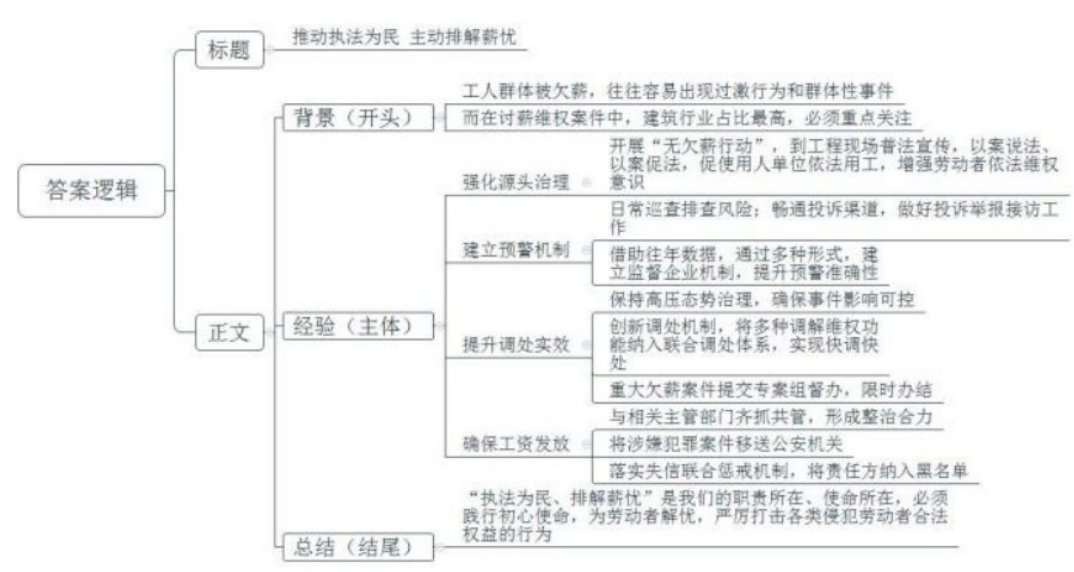 答案逻辑
标题
推动执法为民 主动排解薪忧
正文
背景（开头）
工人群体被欠薪，往往容易出现过激行为和群体性事件
而在讨薪维权案件中，建筑行业占比最高，必须重点关注
经验（主体）
强化源头治理
开展“无欠薪行动”，到工程现场普法宣传，以案说法、
以案促法，促使用人单位依法用工，增强劳动者依法维权
意识
建立预警机制
日常巡查排查风险；畅通投诉渠道，做好投诉举报接访工
作
借助往年数据，通过多种形式，建
立监督企业机制，提升预警准确性
提升调处实效
保持高压态势治理，确保事件影响可控
创新调处机制，将多种调解维权功
能纳入联合调处体系，实现快调快
处
重大欠薪案件提交专案组督办，限时办结
确保工资发放
与相关主管部门齐抓共管，形成整治合力
将涉嫌犯罪案件移送公安机关
落实失信联合惩戒机制，将责任方纳入黑名单
总结（结尾）
“执法为民、排解薪忧”是我们的职责所在、使命所在，必须
践行初心使命，为劳动者解忧，严厉打击各类侵犯劳动者合法
权益的行为